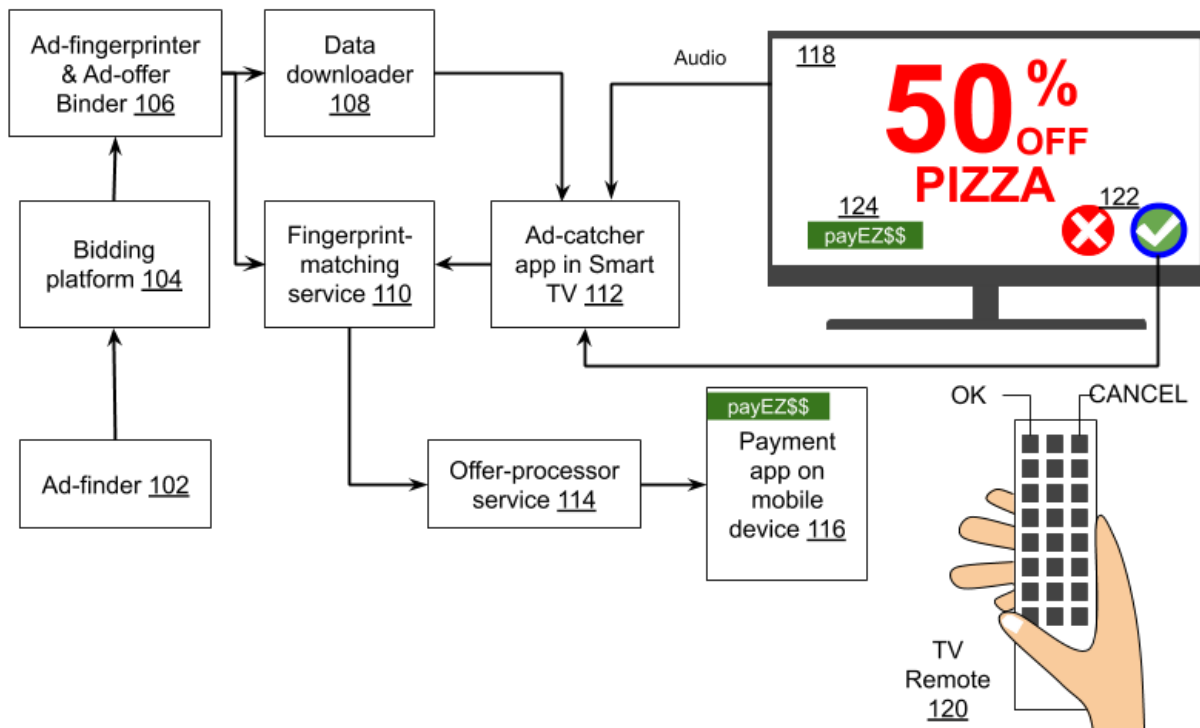 Ad-fingerprinter
& Ad-offer
Binder 106
Data
downloader
108
Audio
118
50%
OFF
PIZZA
122
124
payEZ$$
Bidding
platform 104
Fingerprint-
matching
service 110
Ad-catcher
app in Smart
TV 112
Ad-finder 102
Offer-processor
service 114
payEZ$$
Payment
app on
mobile
device 116
OK
CANCEL
TV
Remote
120